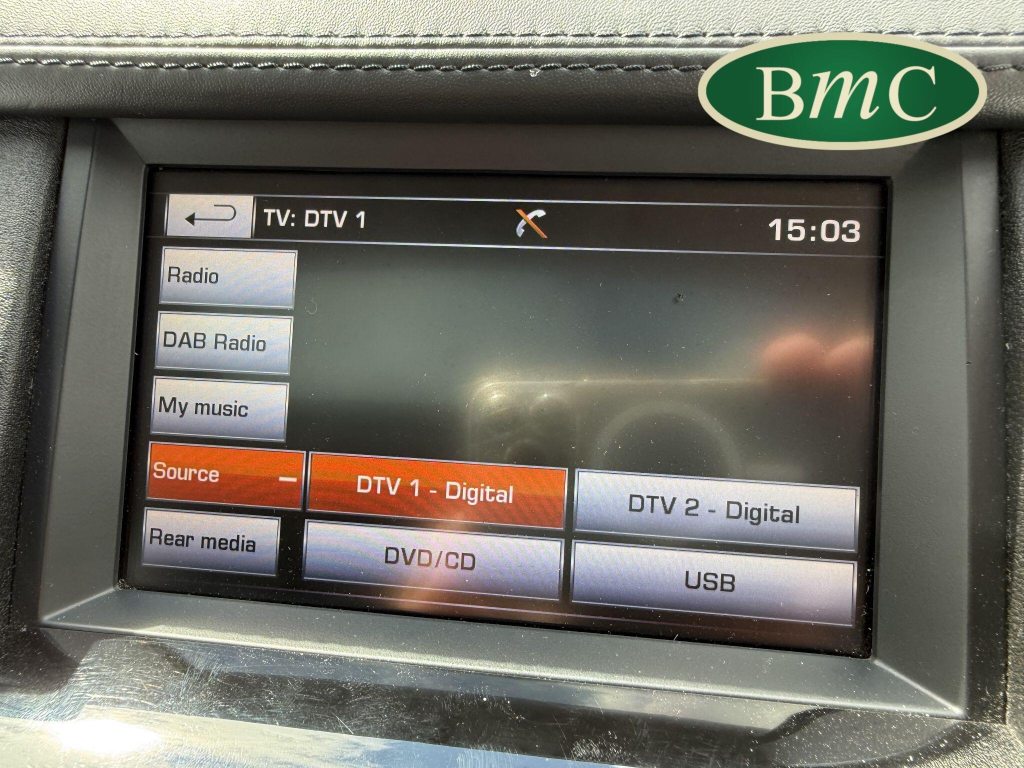 BmC
TV: DTV 1
15:03
Radio
DAB Radio
My music
Source –
DTV 1 - Digital
DTV 2 - Digital
Rear media
DVD/CD
USB